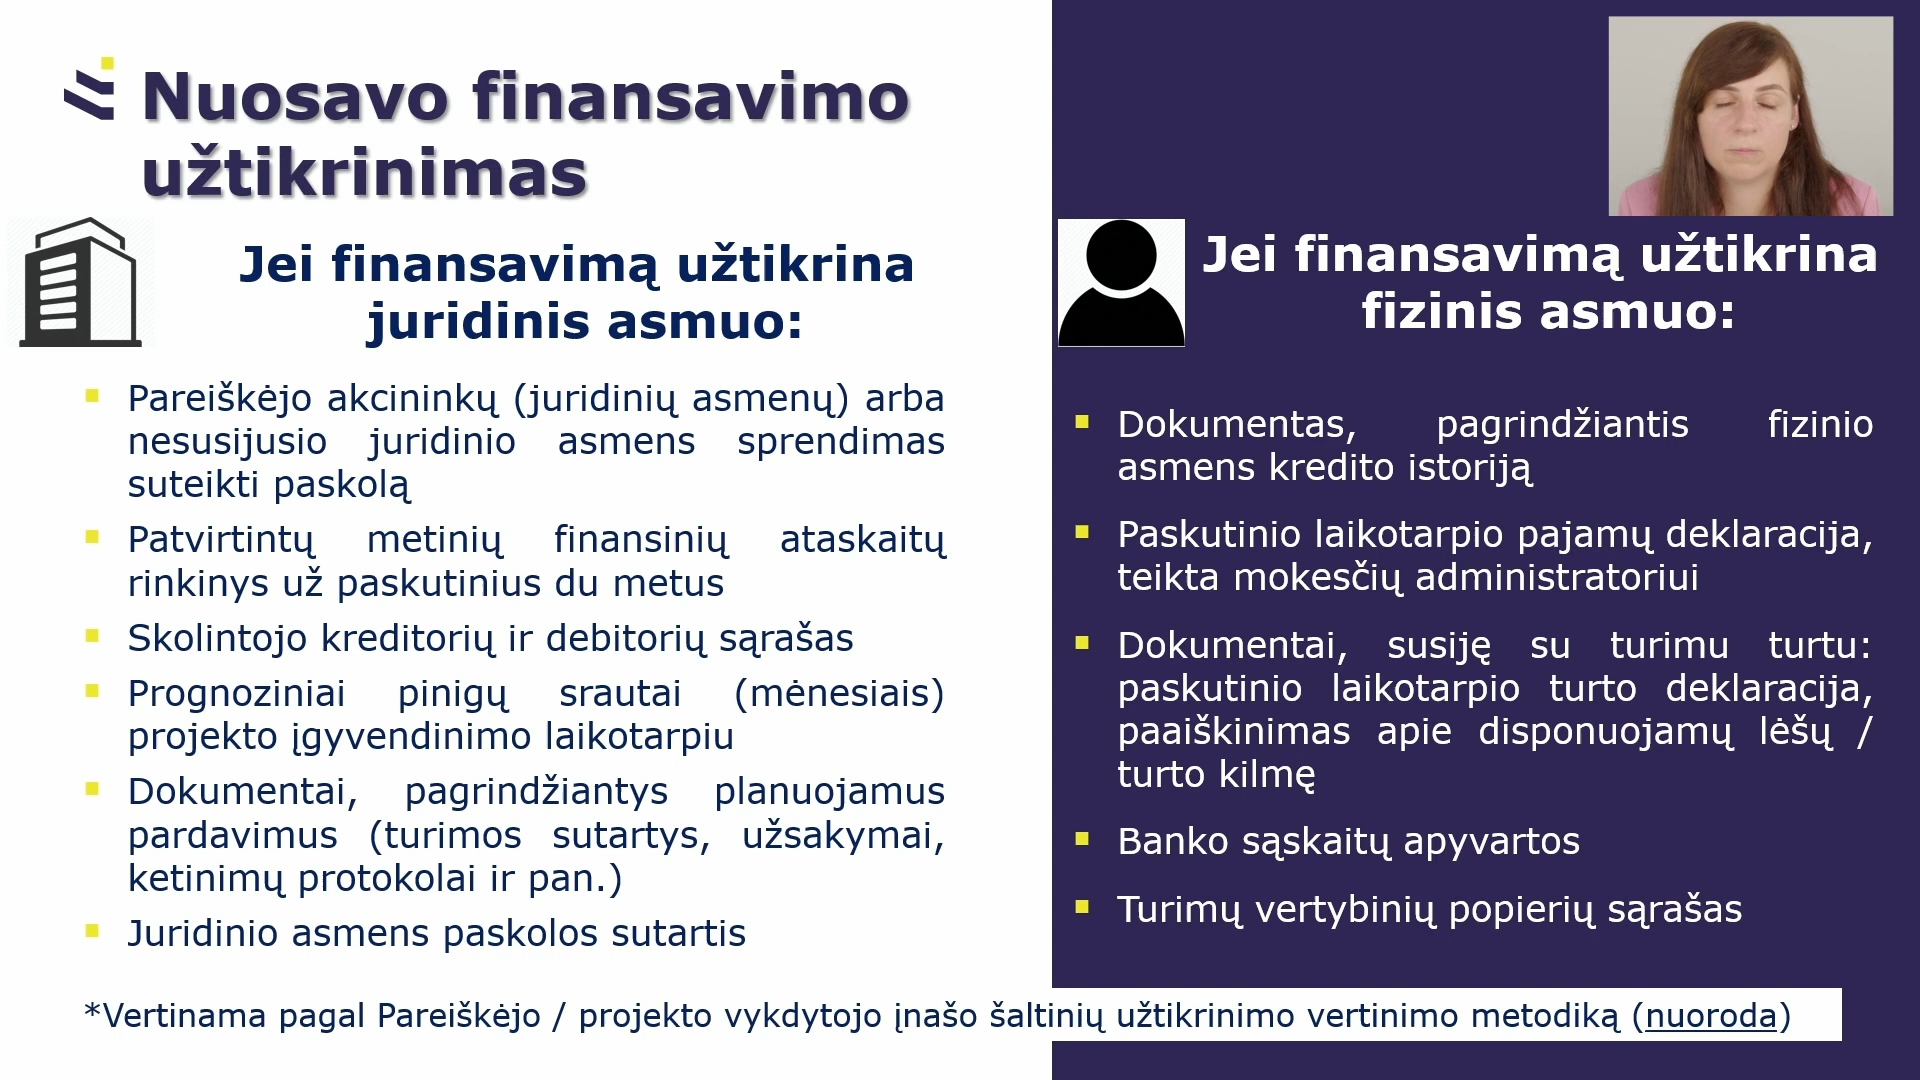 Nuosavo finansavimo
užtikrinimas
Jei finansavimą užtikrina
juridinis asmuo:
Pareiškėjo akcininkų (juridinių asmenų) arba
nesusijusio juridinio asmens sprendimas
suteikti paskolą
Patvirtintų metinių finansinių ataskaitų
rinkinys už paskutinius du metus
Skolintojo kreditorių ir debitorių sąrašas
Prognoziniai pinigų srautai (mėnesiais)
projekto įgyvendinimo laikotarpiu
Dokumentai, pagrindžiantys planuojamus
pardavimus (turimos sutartys, užsakymai,
ketinimų protokolai ir pan.)
Juridinio asmens paskolos sutartis
Jei finansavimą užtikrina
fizinis asmuo:
Dokumentas, pagrindžiantis fizinio
asmens kredito istoriją
Paskutinio laikotarpio pajamų deklaracija,
teikta mokesčių administratoriui
Dokumentai, susiję su turimu turtu:
paskutinio laikotarpio turto deklaracija,
paaiškinimas apie disponuojamų lėšų /
turto kilmę
Banko sąskaitų apyvartos
Turimų vertybinių popierių sąrašas
*Vertinama pagal Pareiškėjo / projekto vykdytojo įnašo šaltinių užtikrinimo vertinimo metodiką (nuoroda)